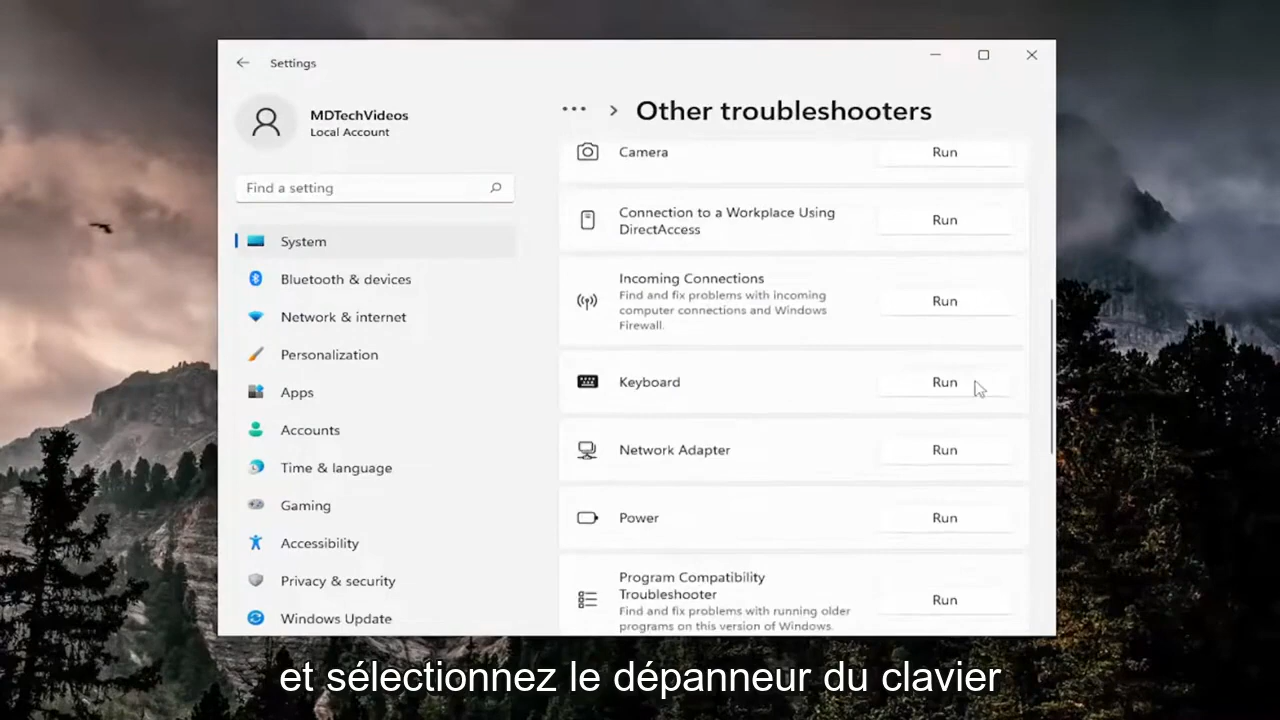 Settings
MDTechVideos
Local Account
Find a setting
System
Bluetooth & devices
Network & internet
Personalization
Apps
Accounts
Time & language
Gaming
Accessibility
Privacy & security
Windows Update
... > Other troubleshooters
Camera
Run
Connection to a Workplace Using
DirectAccess
Run
Incoming Connections
Find and fix problems with incoming
computer connections and Windows
Firewall.
Run
Keyboard
Run
Network Adapter
Run
Power
Run
Program Compatibility
Troubleshooter
Find and fix problems with running older
programs on this version of Windows.
Run
et sélectionnez le dépanneur du clavier